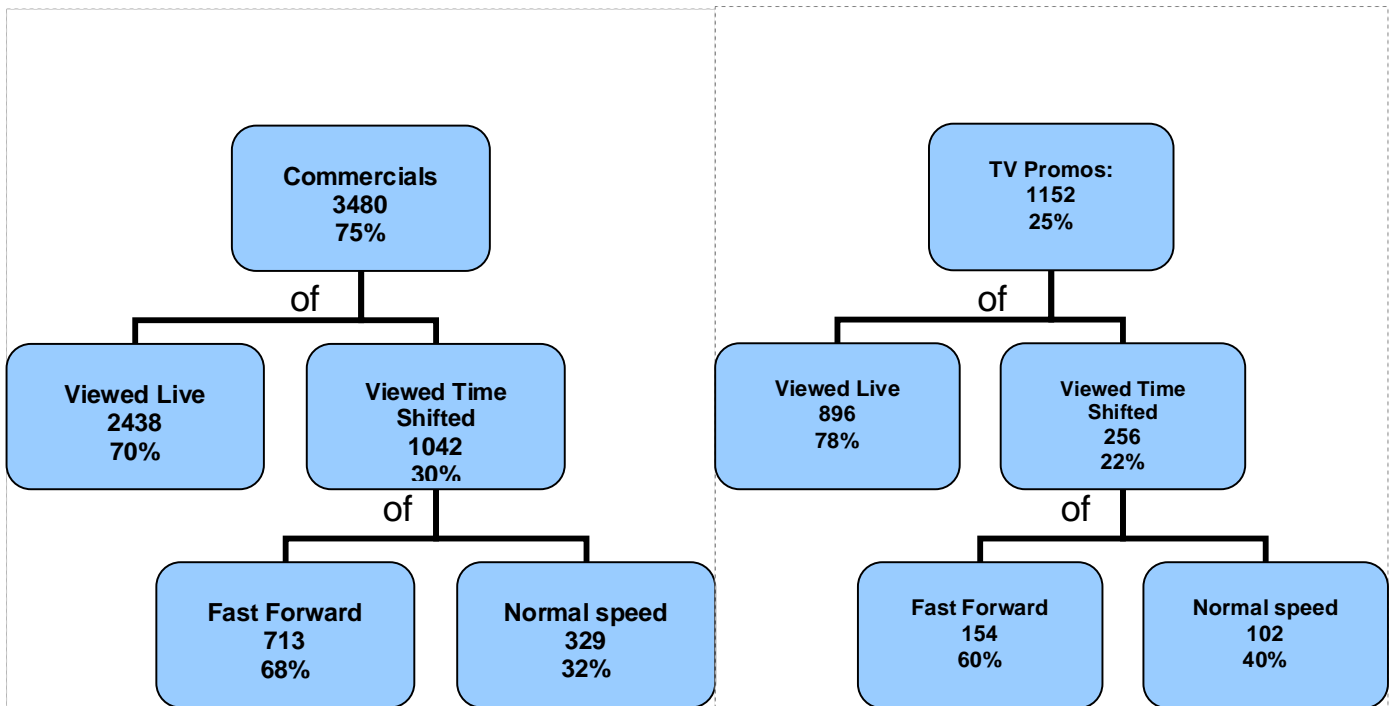 Commercials
3480
75%
of
Viewed Live
2438
70%
Viewed Time
Shifted
1042
30%
of
Fast Forward
713
68%
Normal speed
329
32%
TV Promos:
1152
25%
of
Viewed Live
896
78%
Viewed Time
Shifted
256
22%
of
Fast Forward
154
60%
Normal speed
102
40%